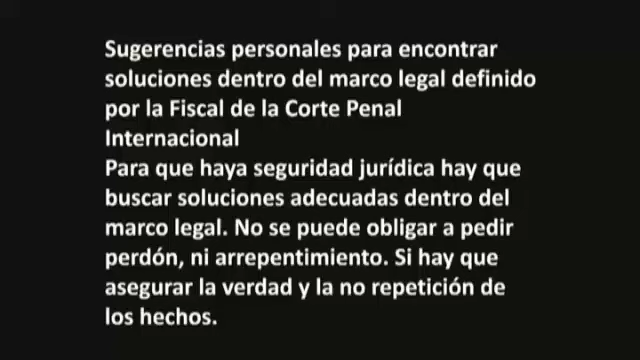 Sugerencias personales para encontrar
soluciones dentro del marco legal definido
por la Fiscal de la Corte Penal
Internacional
Para que haya seguridad jurídica hay que
buscar soluciones adecuadas dentro del
marco legal. No se puede obligar a pedir
perdón, ni arrepentimiento. Si hay que
asegurar la verdad y la no repetición de
los hechos.